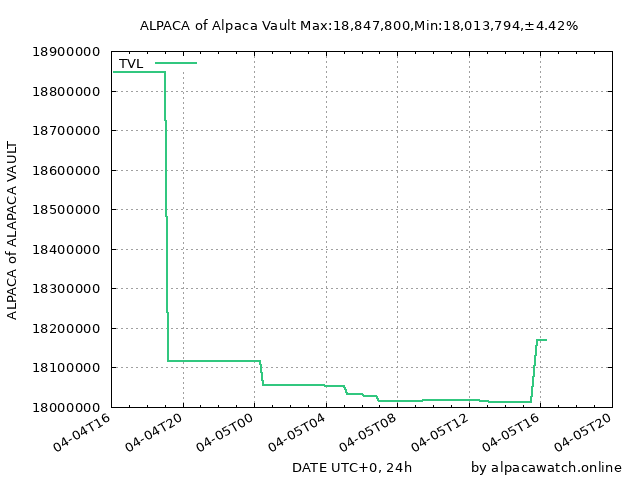 ALPACA of Alpaca Vault Max:18,847,800,Min:18,013,794,±4.42%
TVL
18900000
18800000
18700000
18600000
18500000
18400000
18300000
18200000
18100000
18000000
ALPACA of ALAPACA VAULT
04-04T16
04-04T20
04-05T00
04-05T04
04-05T08
04-05T12
04-05T16
04-05T20
DATE UTC+0, 24h
by alpacawatch.online